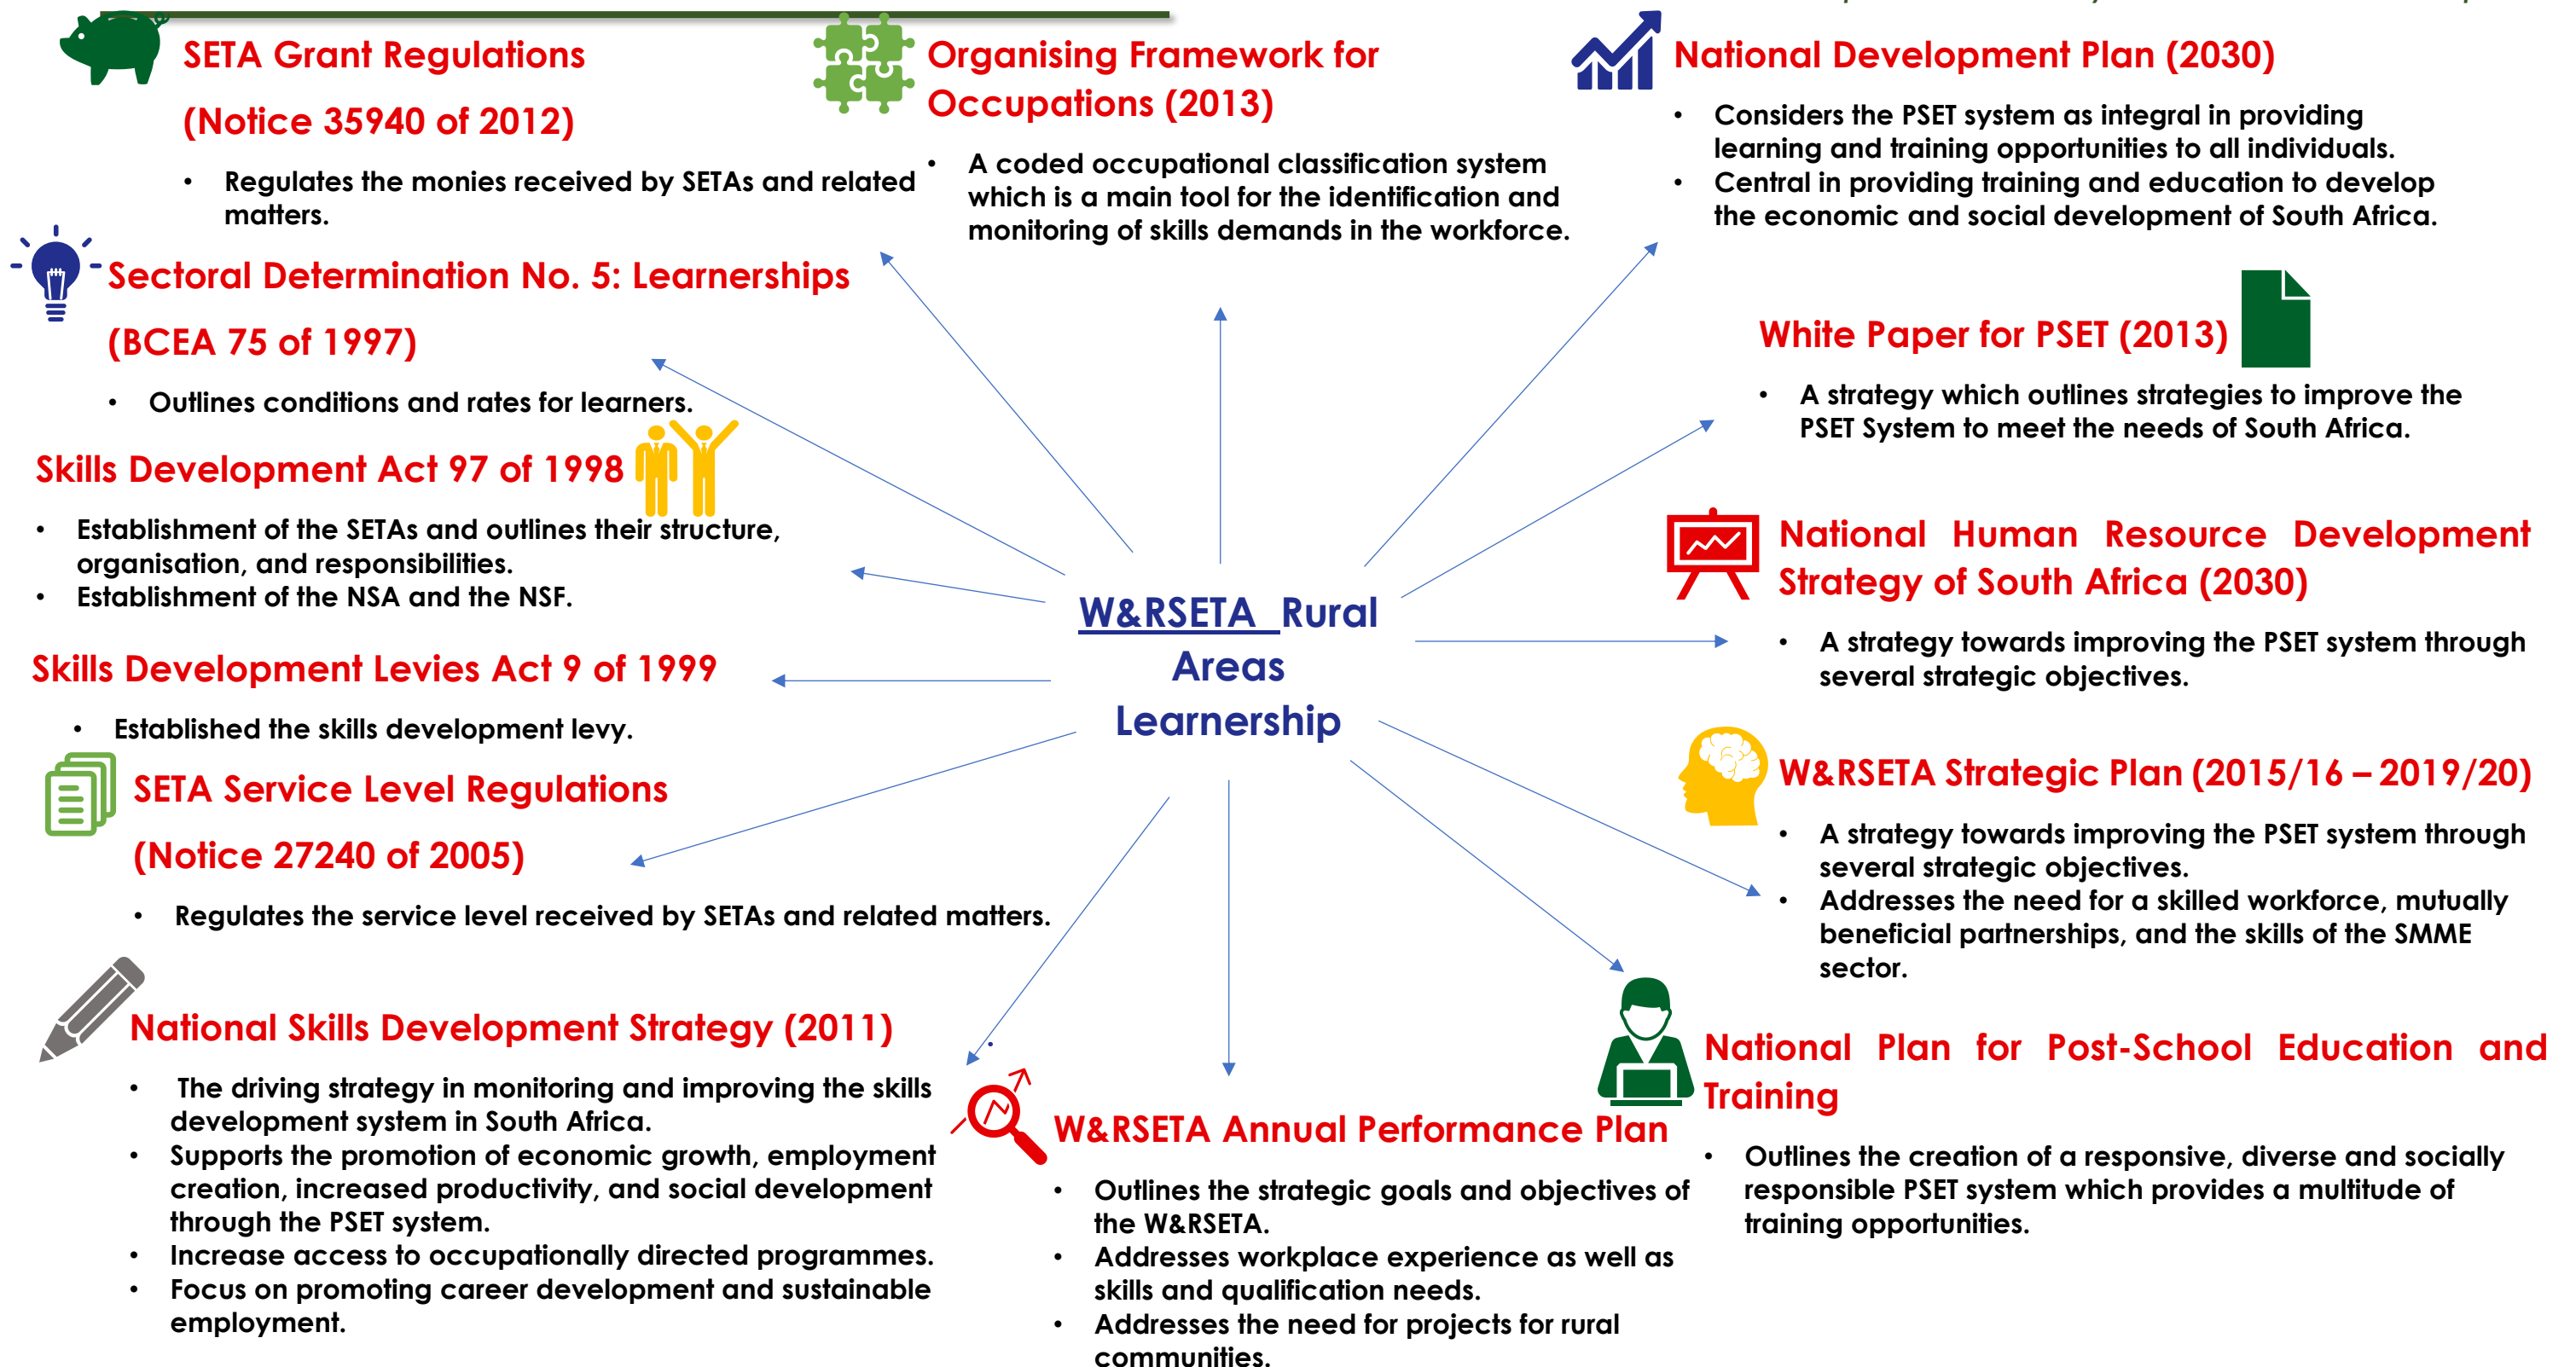 SETA Grant Regulations
(Notice 35940 of 2012)
• Regulates the monies received by SETAs and related
matters.
Organising Framework for
Occupations (2013)
• A coded occupational classification system
which is a main tool for the identification and
monitoring of skills demands in the workforce.
National Development Plan (2030)
• Considers the PSET system as integral in providing
learning and training opportunities to all individuals.
• Central in providing training and education to develop
the economic and social development of South Africa.
Sectoral Determination No. 5: Learnerships
(BCEA 75 of 1997)
• Outlines conditions and rates for learners.
White Paper for PSET (2013)
• A strategy which outlines strategies to improve the
PSET System to meet the needs of South Africa.
Skills Development Act 97 of 1998
• Establishment of the SETAs and outlines their structure,
organisation, and responsibilities.
• Establishment of the NSA and the NSF.
National Human Resource Development
Strategy of South Africa (2030)
• A strategy towards improving the PSET system through
several strategic objectives.
W&RSETA Rural
Areas
Learnership
Skills Development Levies Act 9 of 1999
• Established the skills development levy.
W&RSETA Strategic Plan (2015/16 – 2019/20)
• A strategy towards improving the PSET system through
several strategic objectives.
• Addresses the need for a skilled workforce, mutually
beneficial partnerships, and the skills of the SMME
sector.
SETA Service Level Regulations
(Notice 27240 of 2005)
• Regulates the service level received by SETAs and related matters.
National Skills Development Strategy (2011)
• The driving strategy in monitoring and improving the skills
development system in South Africa.
• Supports the promotion of economic growth, employment
creation, increased productivity, and social development
through the PSET system.
• Increase access to occupationally directed programmes.
• Focus on promoting career development and sustainable
employment.
W&RSETA Annual Performance Plan
• Outlines the strategic goals and objectives of
the W&RSETA.
• Addresses workplace experience as well as
skills and qualification needs.
• Addresses the need for projects for rural
communities.
National Plan for Post-School Education and
Training
• Outlines the creation of a responsive, diverse and socially
responsible PSET system which provides a multitude of
training opportunities.